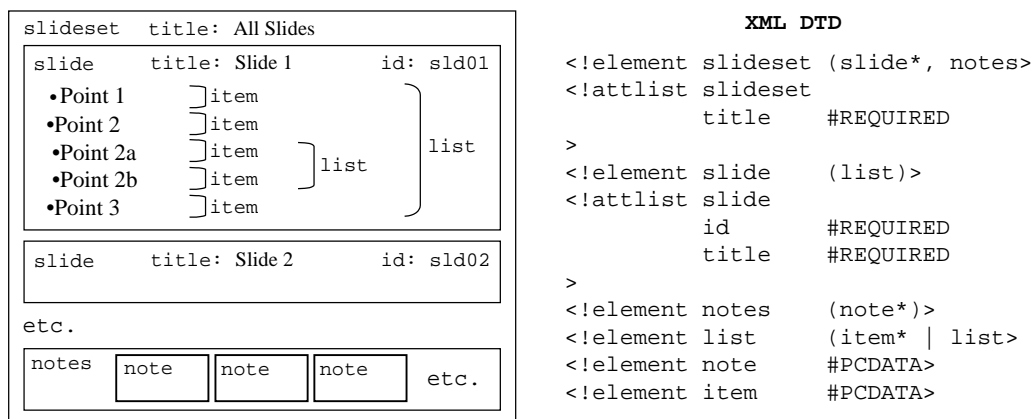 slideset title: All Slides
slide title: Slide 1 id: sld01
•Point 1 item
•Point 2 item
•Point 2a item
list
list
•Point 2b item
•Point 3 item
slide title: Slide 2 id: sld02
etc.
notes note note note etc.
XML DTD
<!element slideset (slide*, notes>
<!attlist slideset
title #REQUIRED
>
<!element slide (list)>
<!attlist slide
id #REQUIRED
title #REQUIRED
>
<!element notes (note*)>
<!element list (item* | list>
<!element note #PCDATA>
<!element item #PCDATA>